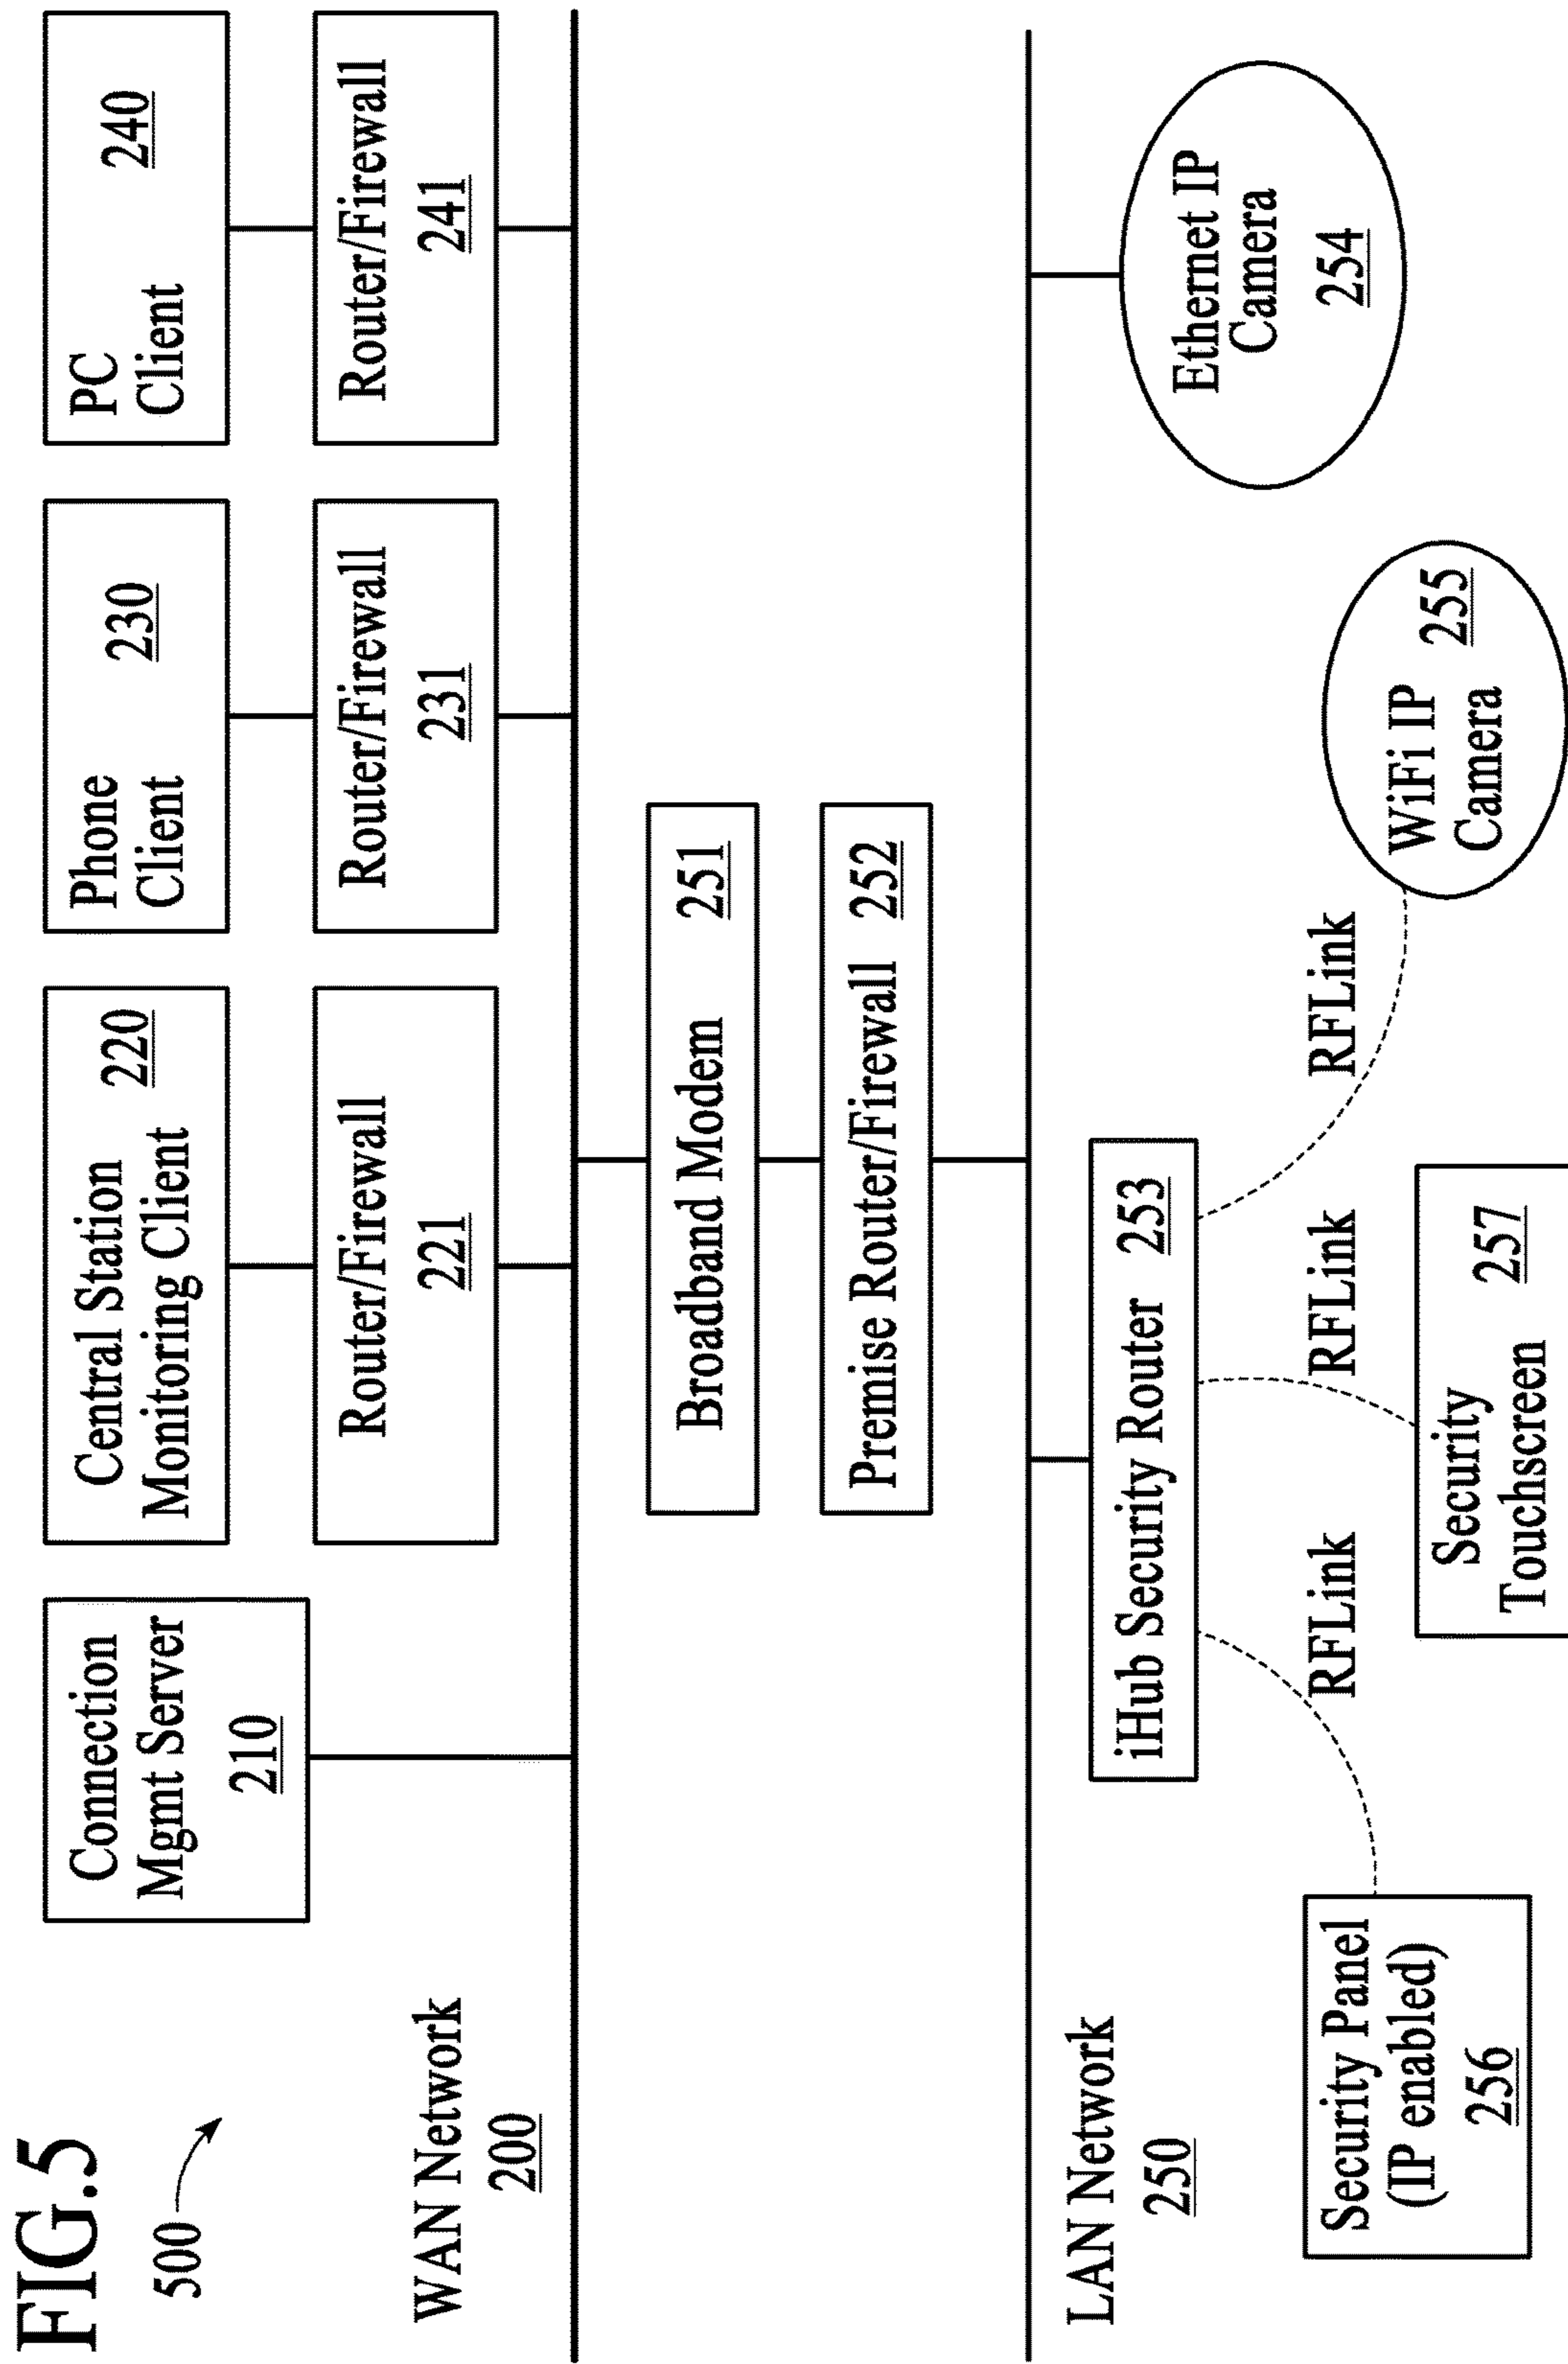 FIG.5
500
Connection
Mgmt Server
210
Central Station
Monitoring Client
220
Phone
Client
230
PC
Client
240
Router/Firewall
221
Router/Firewall
231
Router/Firewall
241
WAN Network
200
Broadband Modem 251
Premise Router/Firewall 252
LAN Network
250
iHub Security Router 253
Ethernet IP
Camera
254
RFLink
RFLink
RFLink
Security Panel
(IP enabled)
256
Security
Touchscreen
257
WiFi IP
Camera
255